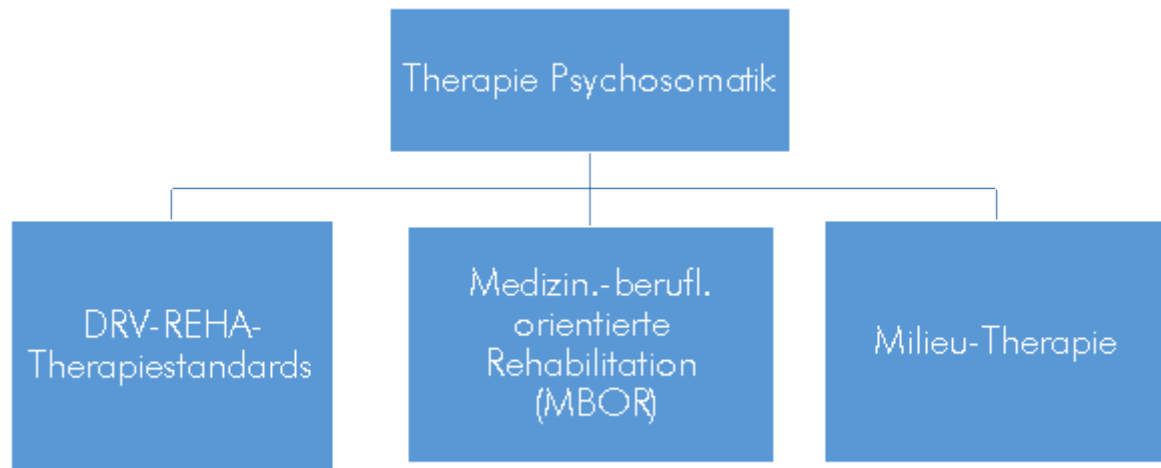 Therapie Psychosomatik
DRV-REHA-
Therapiestandards
Medizin.-berufl.
orientierte
Rehabilitation
(MBOR)
Milieu-Therapie